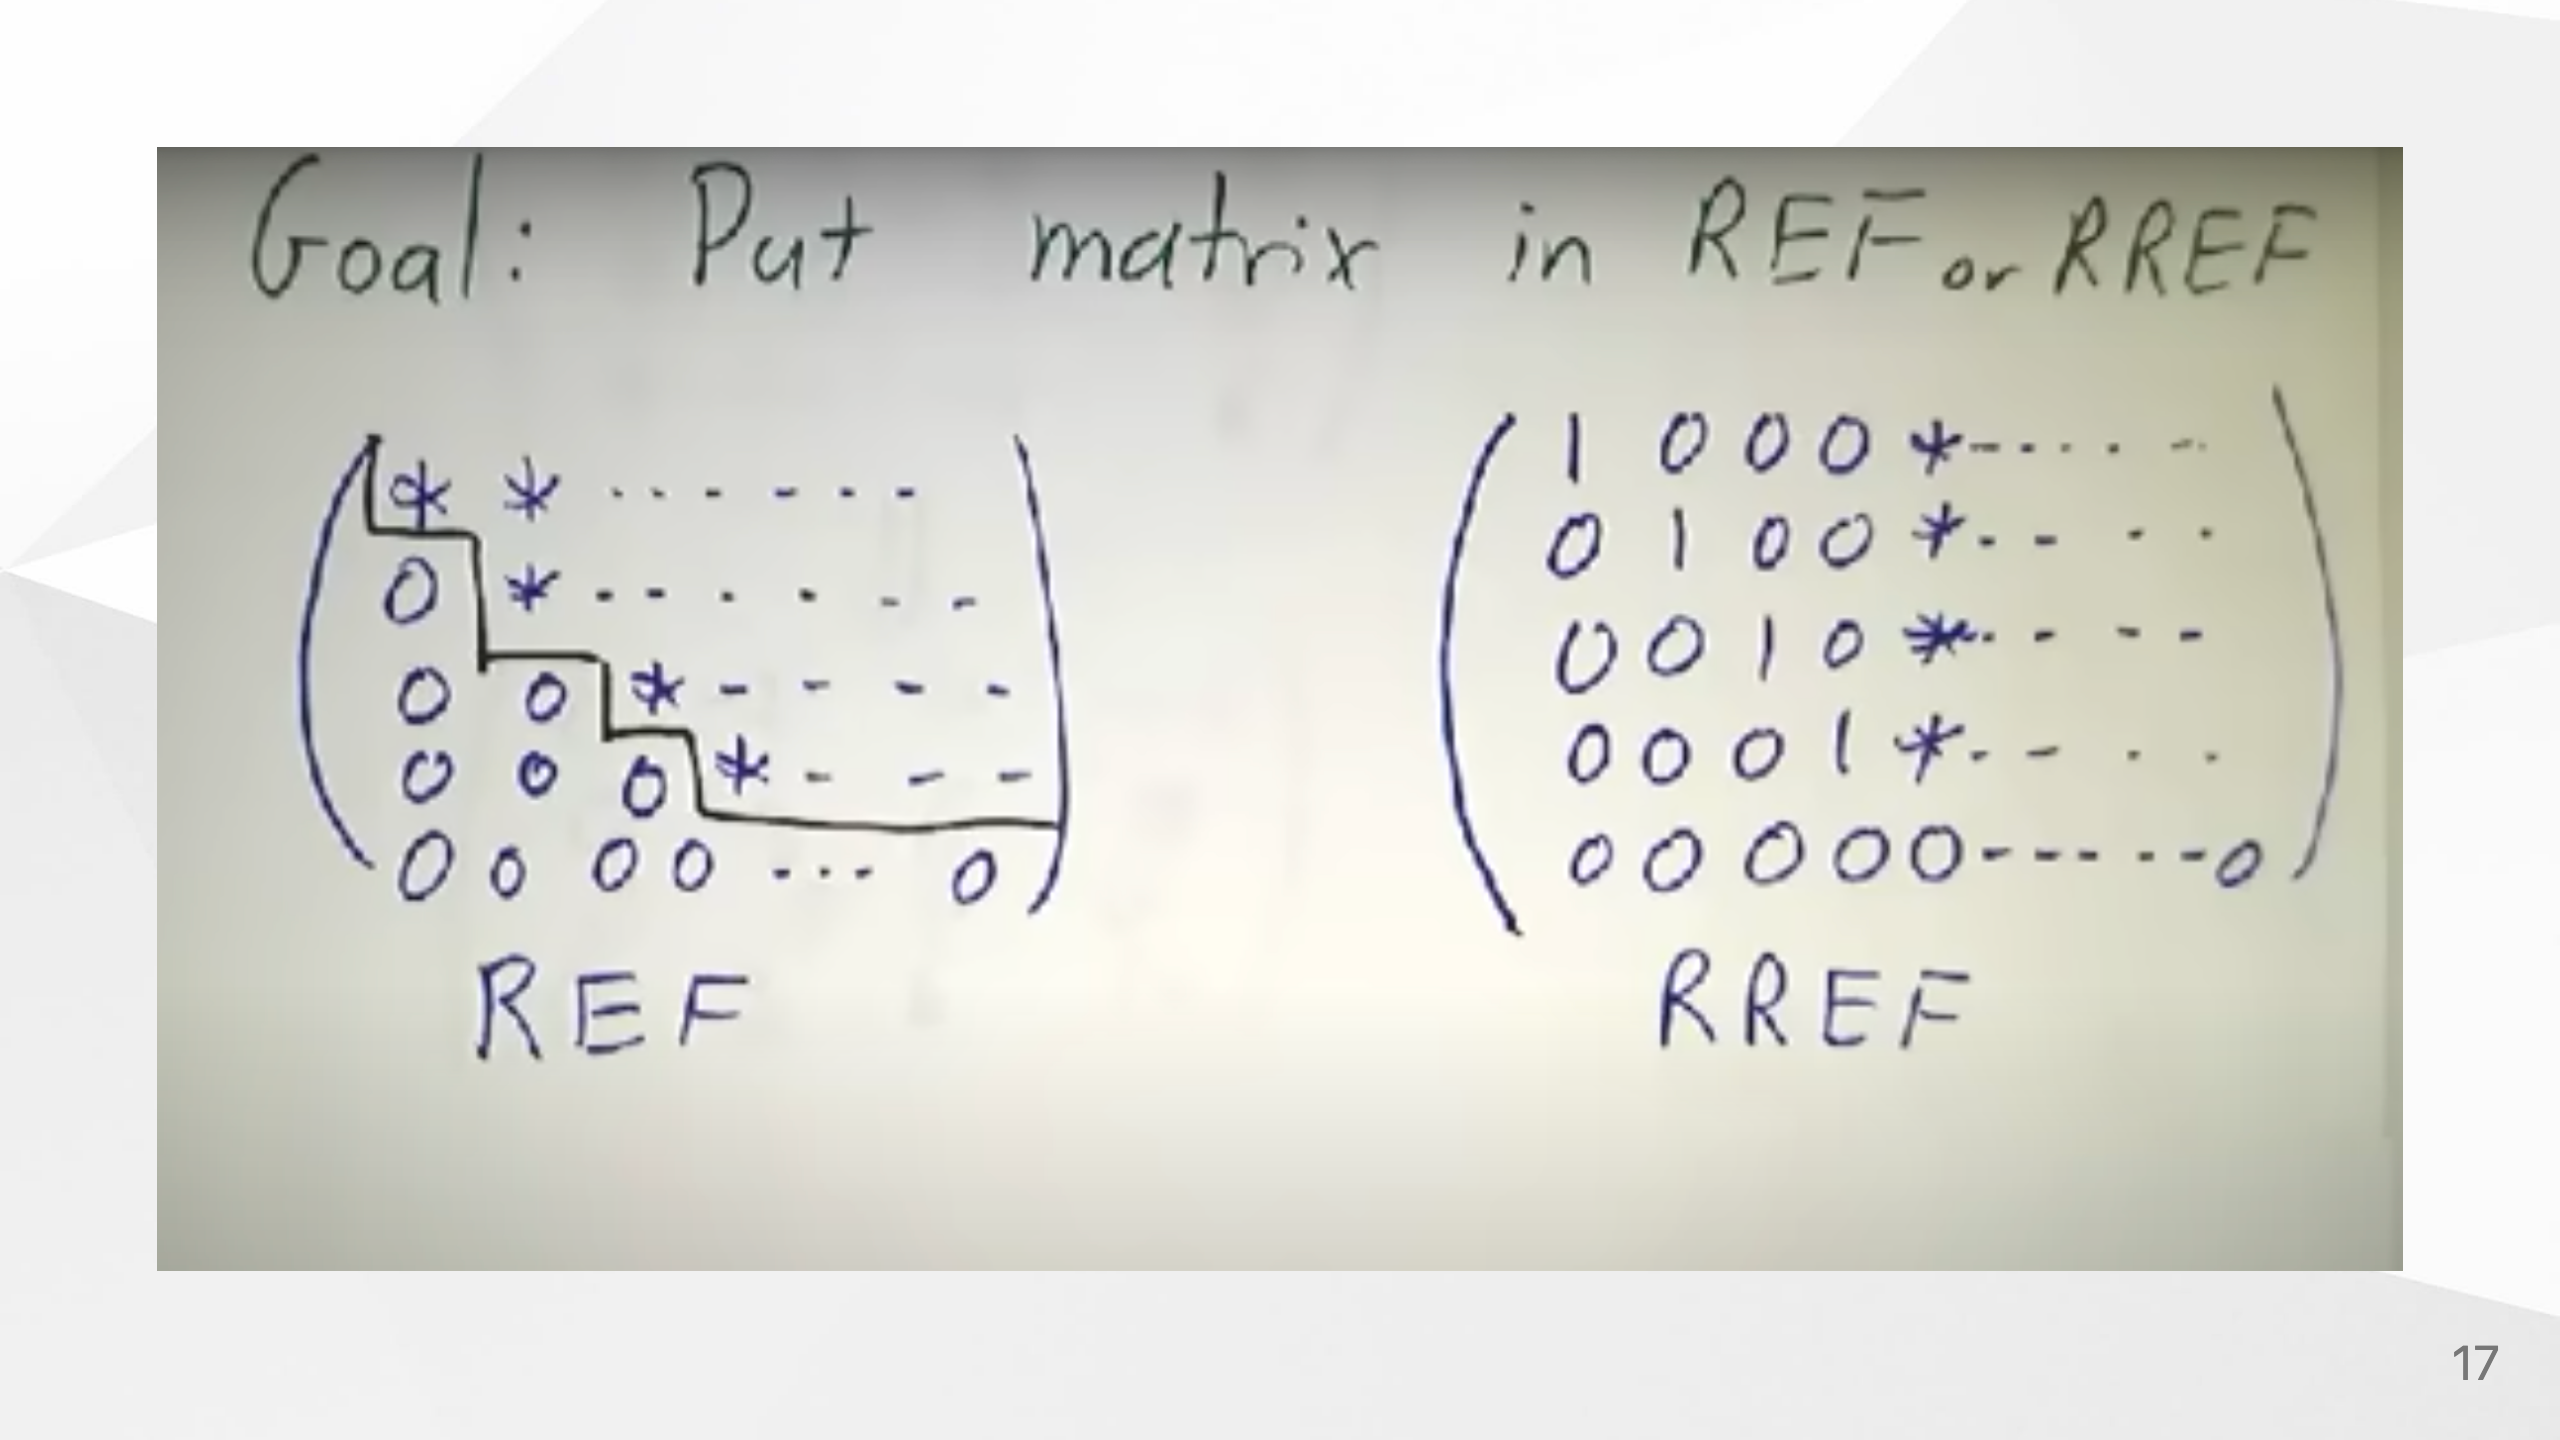 Goal: Put matrix in REF or RREF
* * ------
0 * ------
0 0 * ----
0 0 0 * ---
0 0 0 0 ... 0
REF
1 0 0 0 *-----
0 1 0 0 *----
0 0 1 0 *----
0 0 0 1 *----
0 0 0 0 0-----0
RREF
17